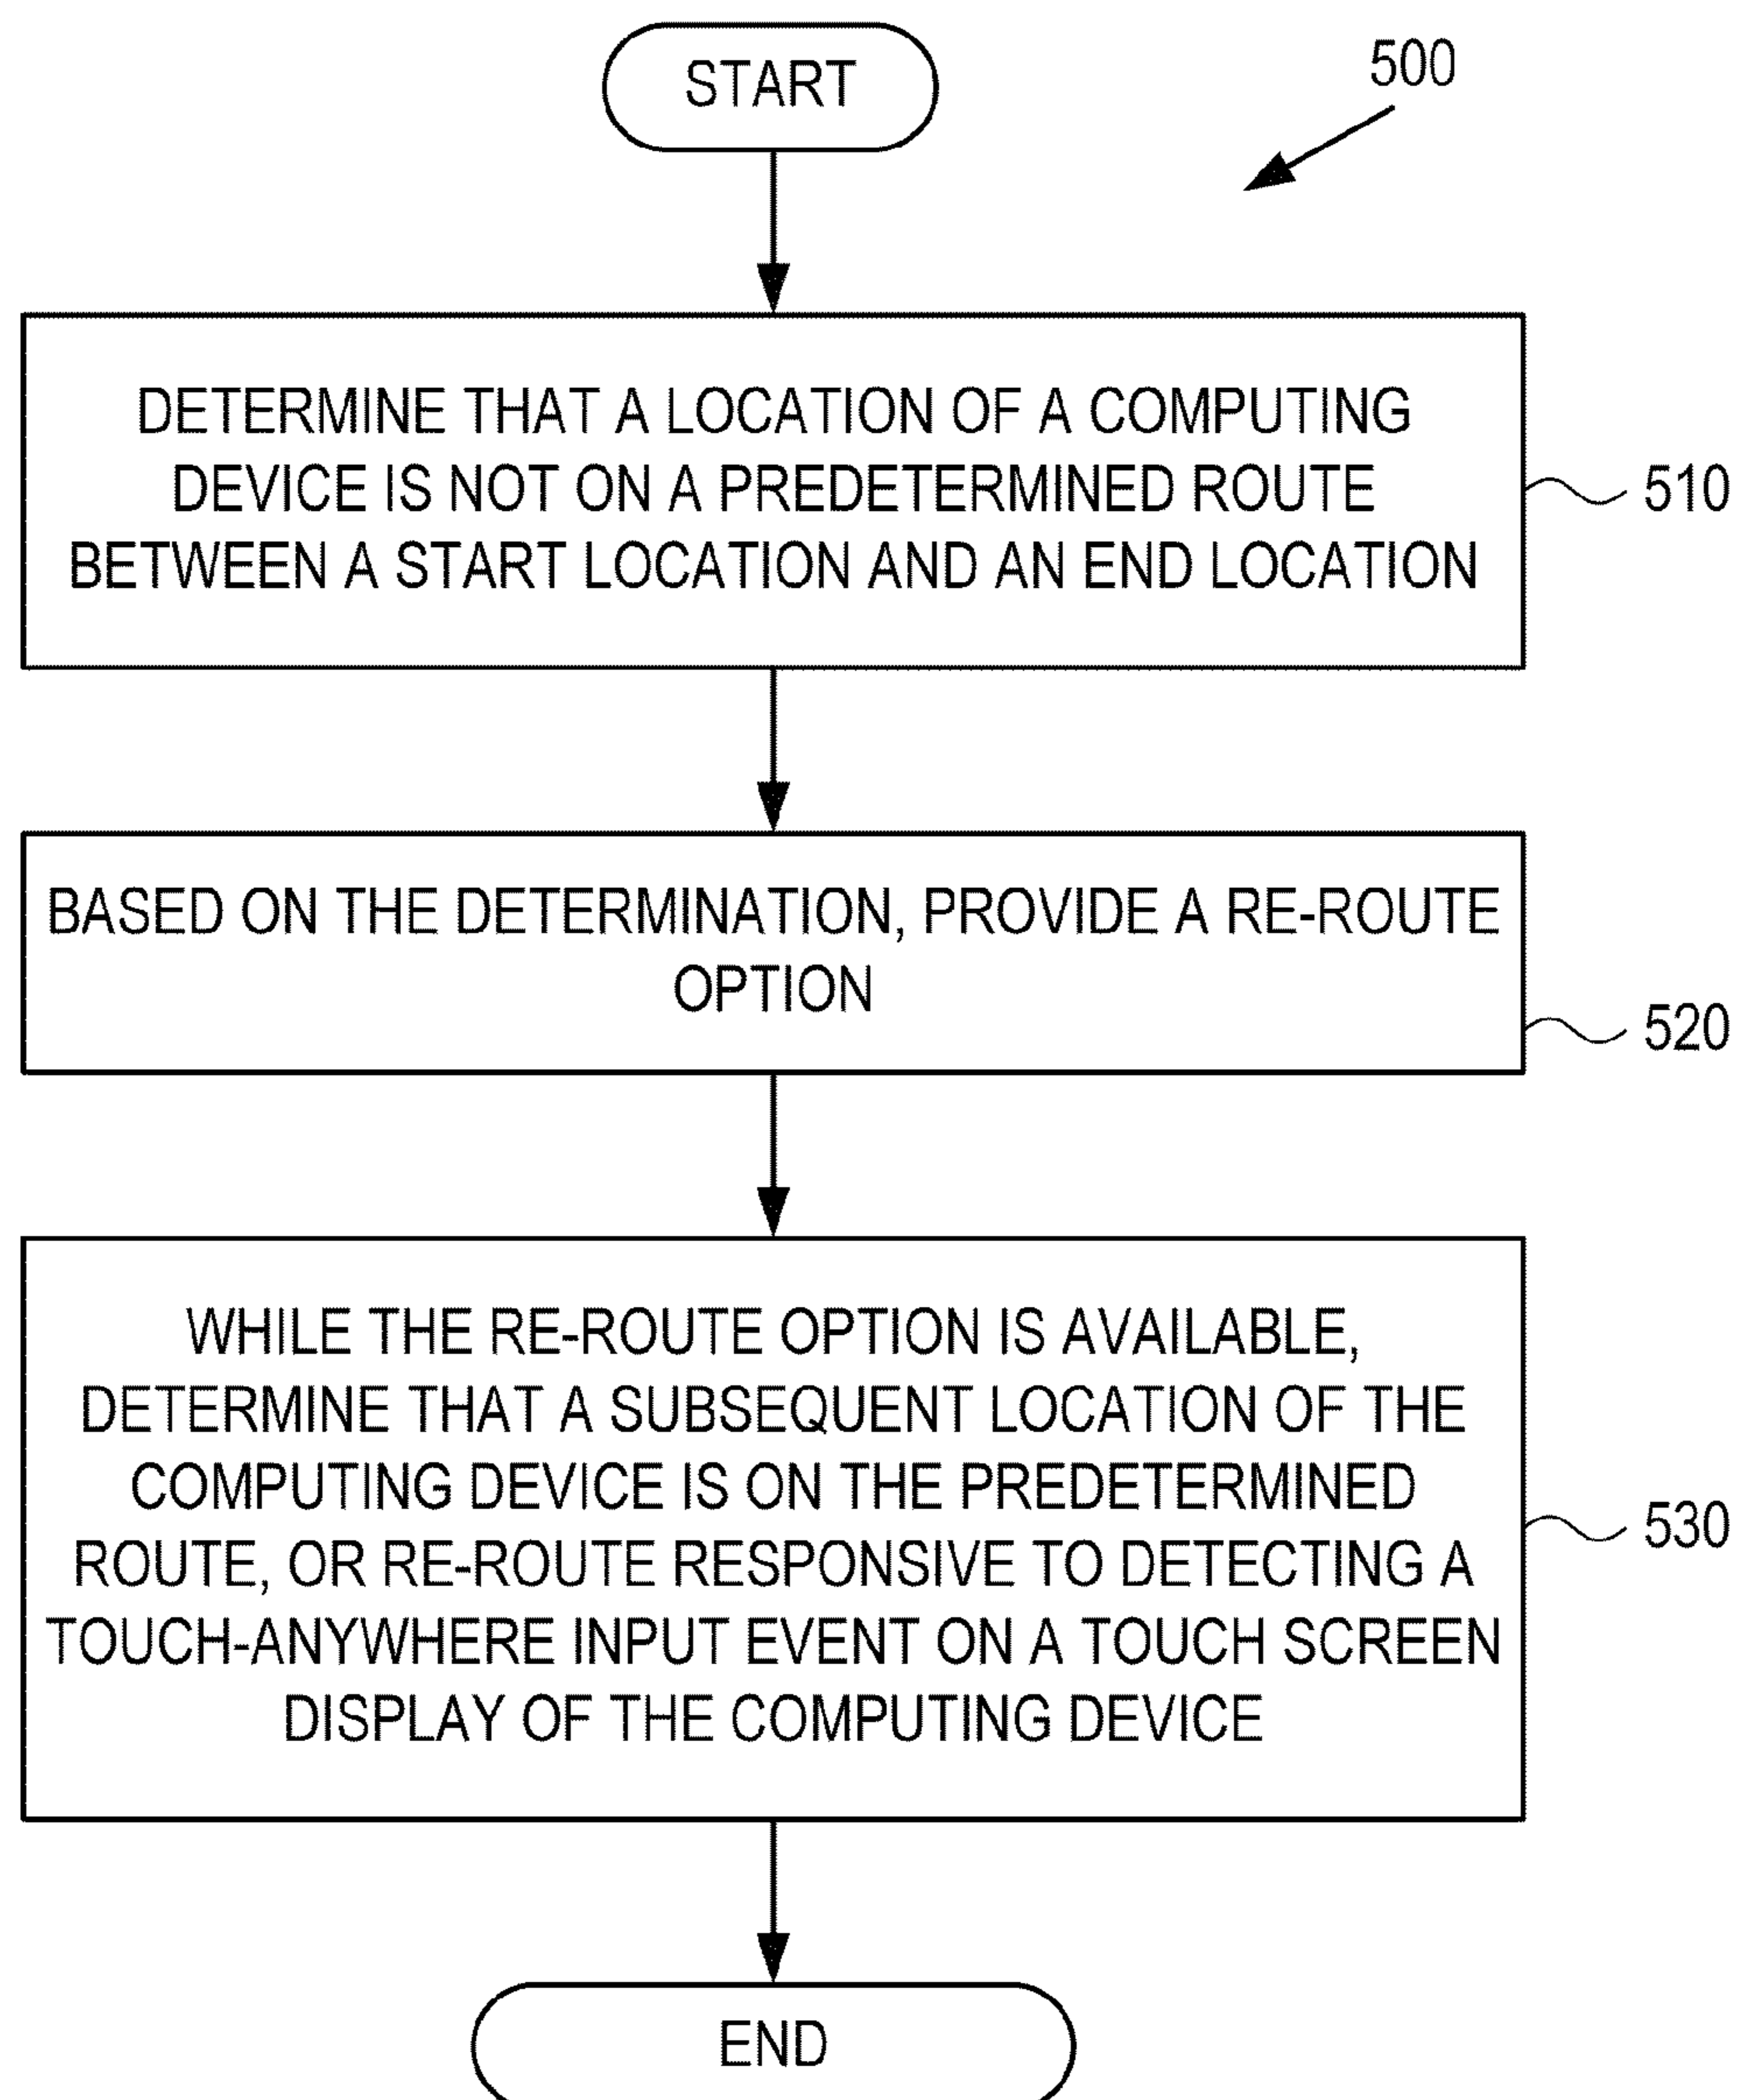 START
500
DETERMINE THAT A LOCATION OF A COMPUTING
DEVICE IS NOT ON A PREDETERMINED ROUTE
BETWEEN A START LOCATION AND AN END LOCATION
510
BASED ON THE DETERMINATION, PROVIDE A RE-ROUTE
OPTION
520
WHILE THE RE-ROUTE OPTION IS AVAILABLE,
DETERMINE THAT A SUBSEQUENT LOCATION OF THE
COMPUTING DEVICE IS ON THE PREDETERMINED
ROUTE, OR RE-ROUTE RESPONSIVE TO DETECTING A
TOUCH-ANYWHERE INPUT EVENT ON A TOUCH SCREEN
DISPLAY OF THE COMPUTING DEVICE
530
END